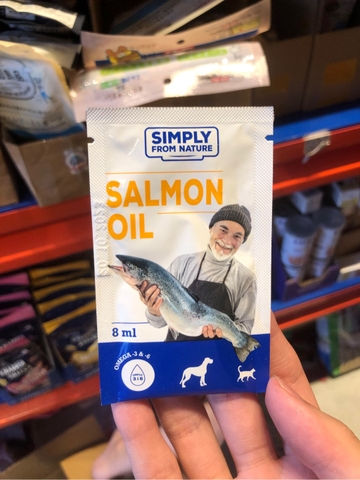 SIMPLY
FROM NATURE
SALMON
OIL
8 ml
OMEGA -3 & -6